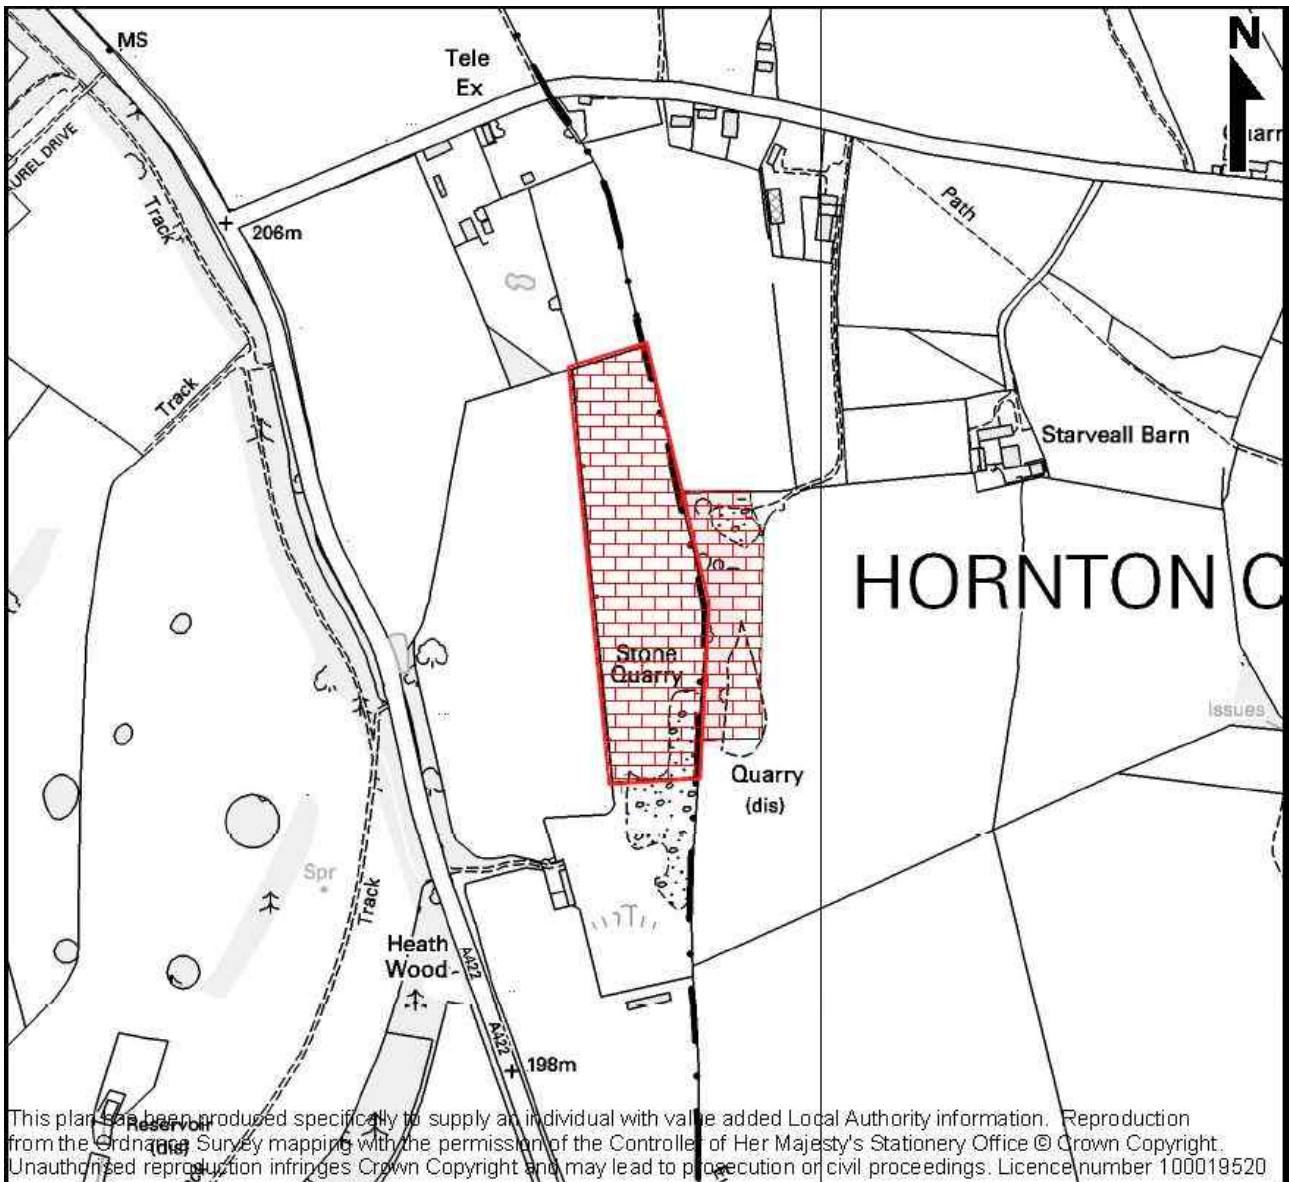 MS
Tele
Ex
N
Track
Path
206m
Track
Starveall Barn
HORNTON C
Stone
Quarry
Issues
Quarry
(dis)
Spr
Track
Heath
Wood
A422
A422
198m
Reservoir
(dis)
This plan has been produced specifically to supply an individual with value added Local Authority information. Reproduction
from the Ordnance Survey mapping with the permission of the Controller of Her Majesty's Stationery Office © Crown Copyright.
Unauthorised reproduction infringes Crown Copyright and may lead to prosecution or civil proceedings. Licence number 100019520